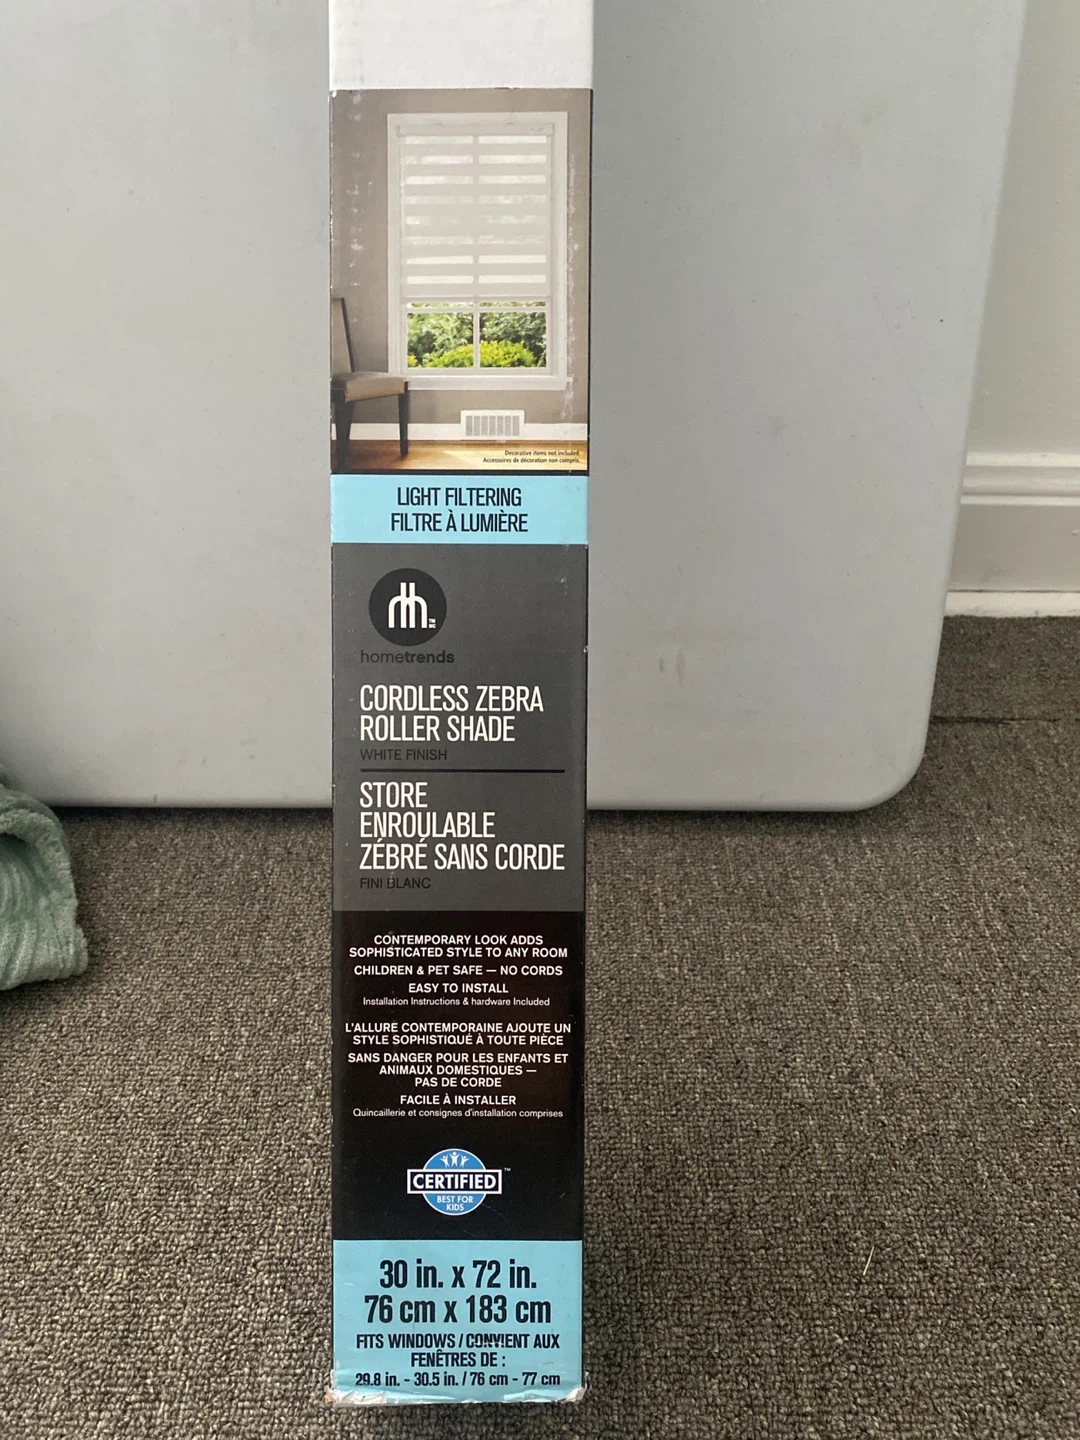 Decorative items not included.
Accessoires de décoration non compris.
LIGHT FILTERING
FILTRE À LUMIÈRE
hometrends
CORDLESS ZEBRA
ROLLER SHADE
WHITE FINISH
STORE
ENROULABLE
ZÉBRÉ SANS CORDE
FINI BLANC
CONTEMPORARY LOOK ADDS
SOPHISTICATED STYLE TO ANY ROOM
CHILDREN & PET SAFE — NO CORDS
EASY TO INSTALL
Installation Instructions & hardware Included
L'ALLURE CONTEMPORAINE AJOUTE UN
STYLE SOPHISTIQUÉ À TOUTE PIÈCE
SANS DANGER POUR LES ENFANTS ET
ANIMAUX DOMESTIQUES —
PAS DE CORDE
FACILE À INSTALLER
Quincaillerie et consignes d'installation comprises
CERTIFIED™
BEST FOR
KIDS
30 in. x 72 in.
76 cm x 183 cm
FITS WINDOWS / CONVIENT AUX
FENÊTRES DE :
29.8 in. - 30.5 in. / 76 cm - 77 cm